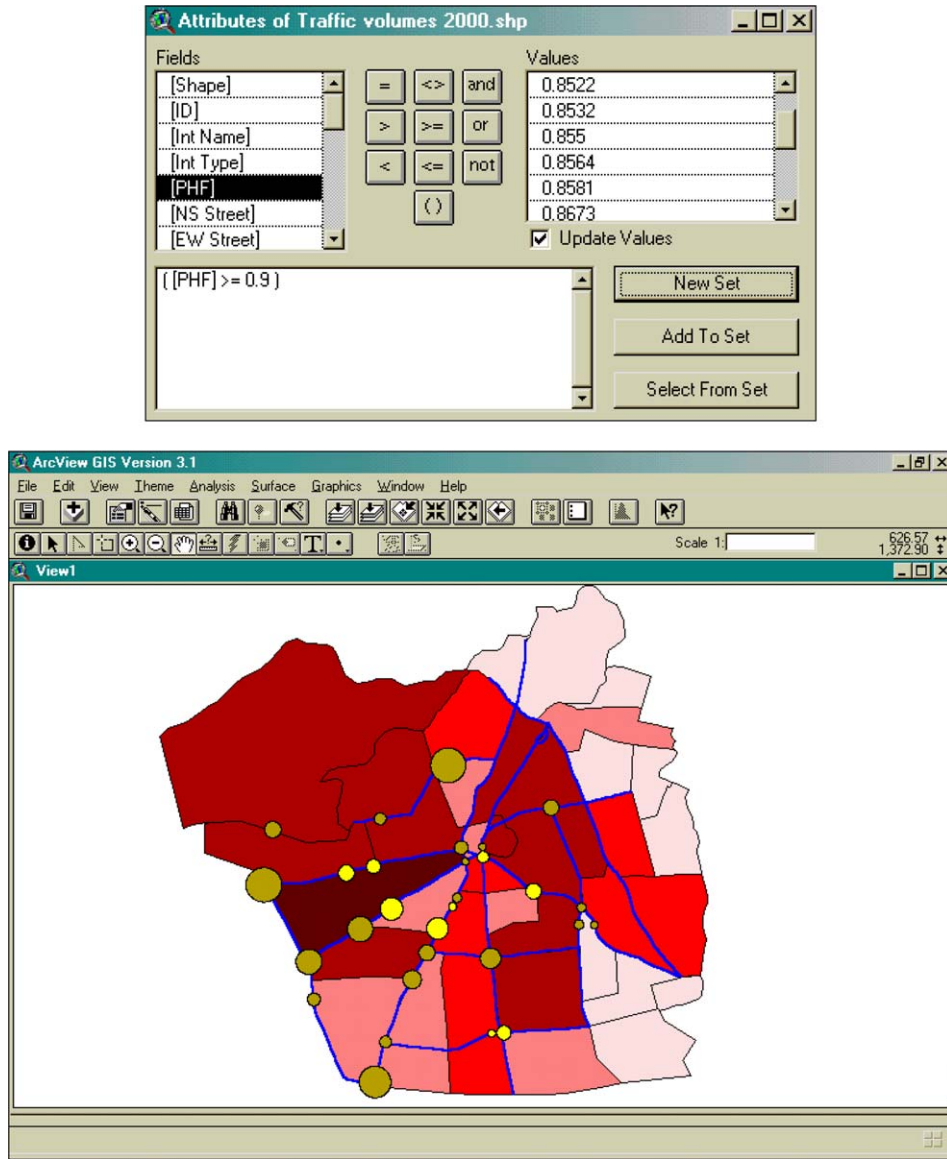 Attributes of Traffic volumes 2000.shp
Fields
Values
[Shape]
[ID]
[Int Name]
[Int Type]
[PHF]
[NS Street]
[EW Street]
= <> and
> >= or
< <= not
( )
0.8522
0.8532
0.855
0.8564
0.8581
0.8673
Update Values
( [PHF] >= 0.9 )
New Set
Add To Set
Select From Set
ArcView GIS Version 3.1
File Edit View Theme Analysis Surface Graphics Window Help
T
Scale 1:
626.57
1,372.90
View1